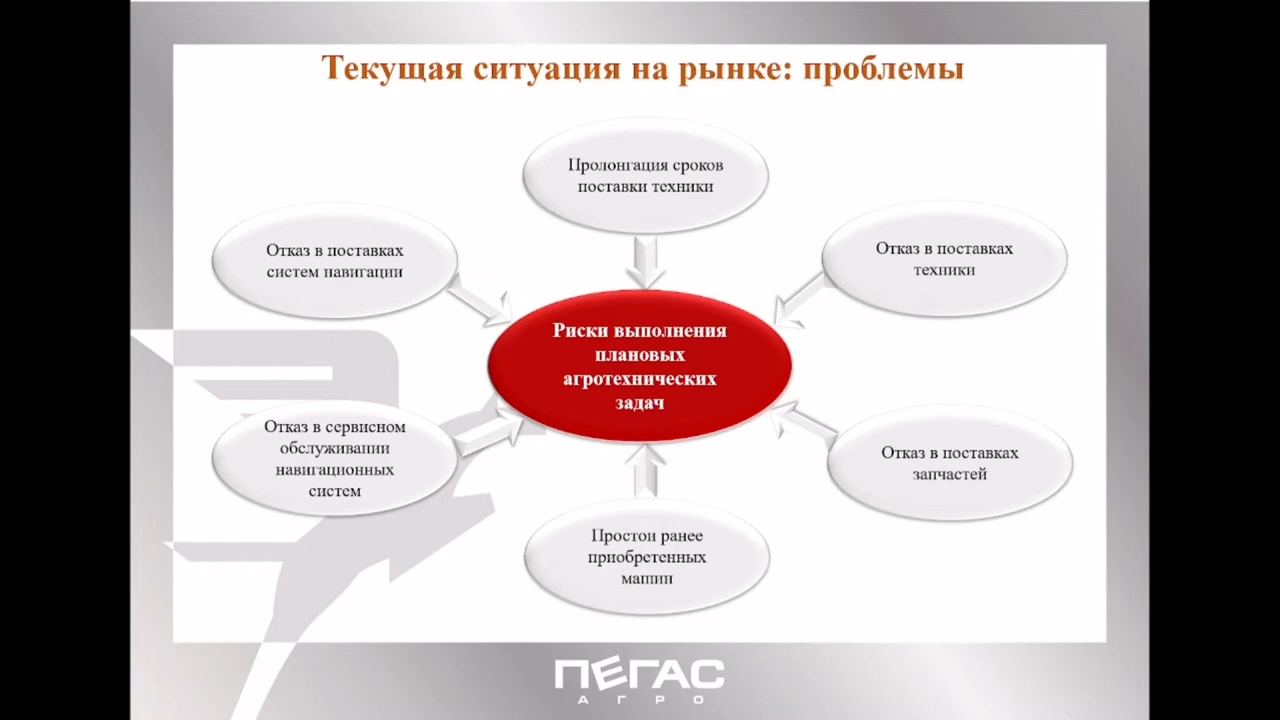 Текущая ситуация на рынке: проблемы
Пролонгация сроков
поставки техники
Отказ в поставках
систем навигации
Отказ в поставках
техники
Риски выполнения
плановых
агротехнических
задач
Отказ в сервисном
обслуживании
навигационных
систем
Отказ в поставках
запчастей
Простои ранее
приобретенных
машин
ПЕГАС
АГРО